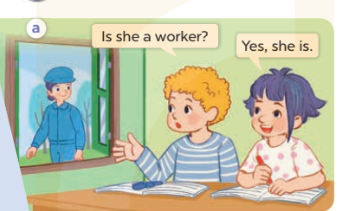 a
Is she a worker?
Yes, she is.